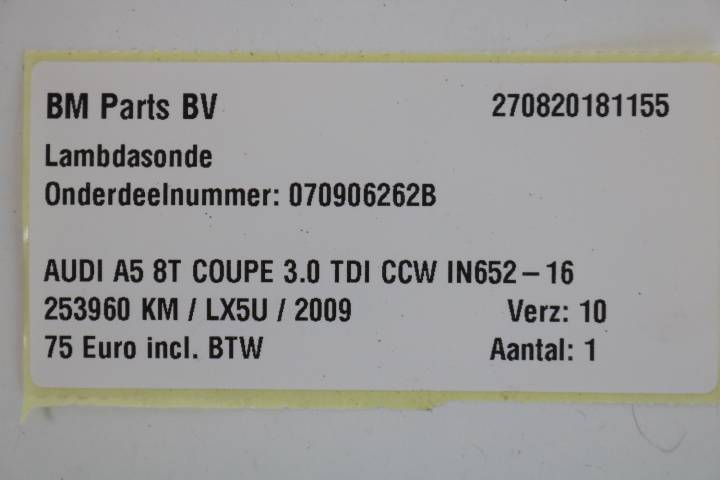 BM Parts BV 270820181155
Lambdasonde
Onderdeelnummer: 070906262B
AUDI A5 8T COUPE 3.0 TDI CCW IN652-16
253960 KM / LX5U / 2009 Verz: 10
75 Euro incl. BTW Aantal: 1